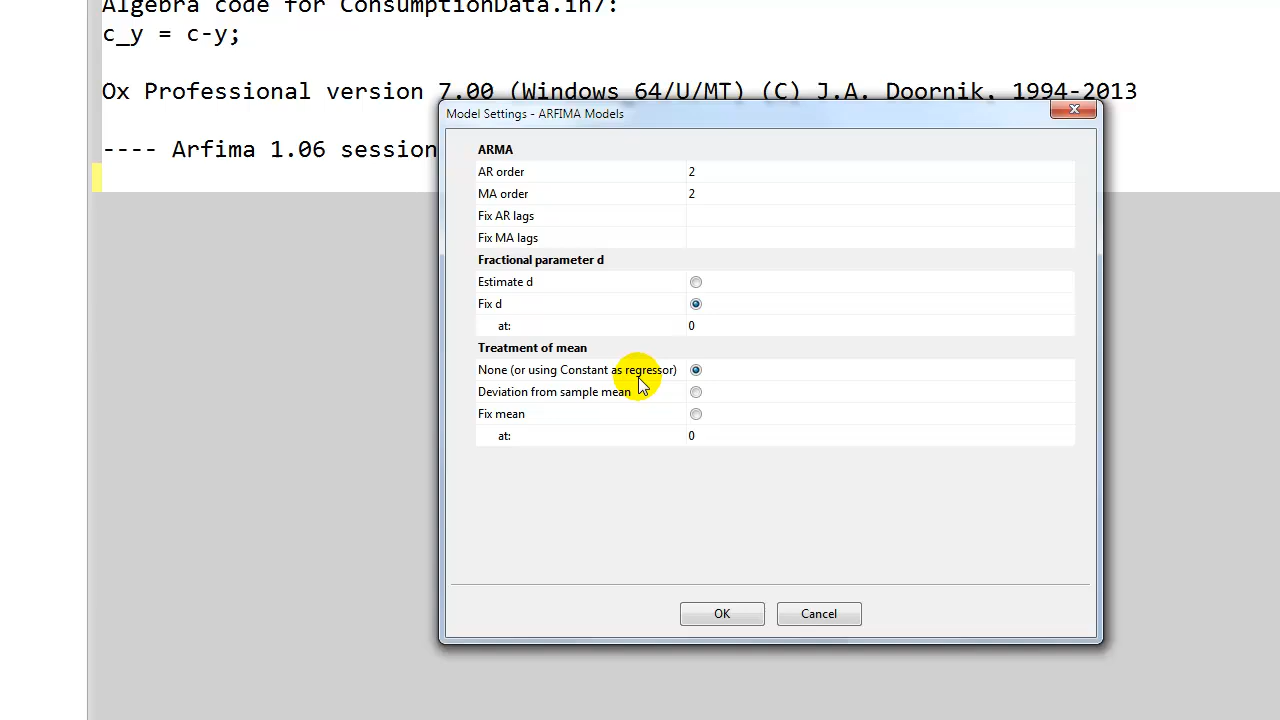 Algebra code for ConsumptionData.in7:
c_y = c-y;
Ox Professional version 7.00 (Windows 64/U/MT) (C) J.A. Doornik, 1994-2013
---- Arfima 1.06 session
Model Settings - ARFIMA Models
ARMA
AR order 2
MA order 2
Fix AR lags
Fix MA lags
Fractional parameter d
Estimate d
Fix d
at: 0
Treatment of mean
None (or using Constant as regressor)
Deviation from sample mean
Fix mean
at: 0
OK Cancel